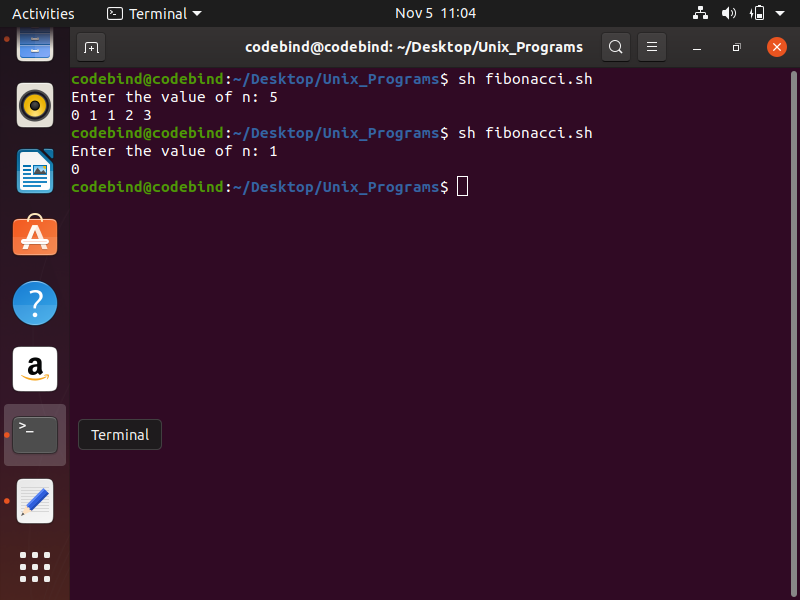 Activities Terminal Nov 5 11:04
codebind@codebind: ~/Desktop/Unix_Programs
codebind@codebind:~/Desktop/Unix_Programs$ sh fibonacci.sh
Enter the value of n: 5
0 1 1 2 3
codebind@codebind:~/Desktop/Unix_Programs$ sh fibonacci.sh
Enter the value of n: 1
0
codebind@codebind:~/Desktop/Unix_Programs$
Terminal